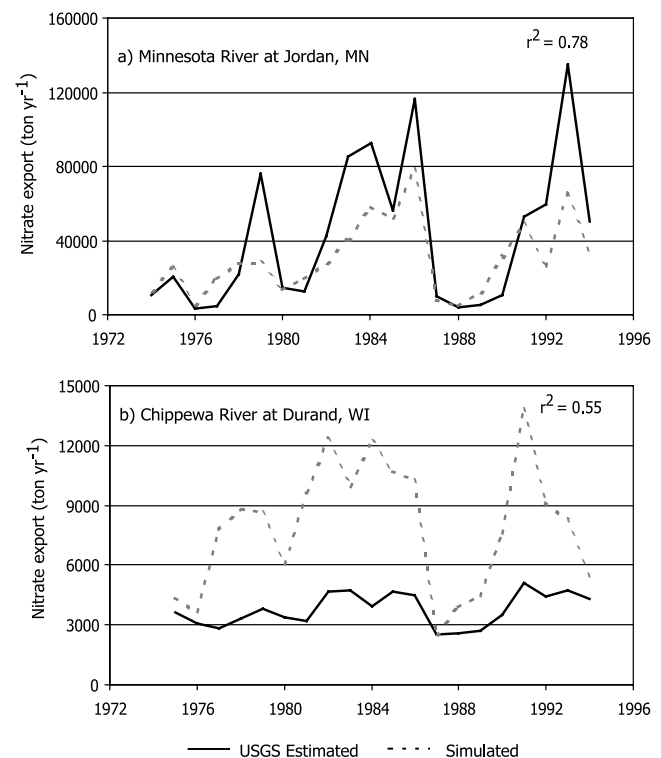 160000
120000
80000
40000
0
Nitrate export (ton yr-1)
a) Minnesota River at Jordan, MN
r2 = 0.78
1972 1976 1980 1984 1988 1992 1996
15000
12000
9000
6000
3000
0
Nitrate export (ton yr-1)
b) Chippewa River at Durand, WI
r2 = 0.55
1972 1976 1980 1984 1988 1992 1996
USGS Estimated Simulated